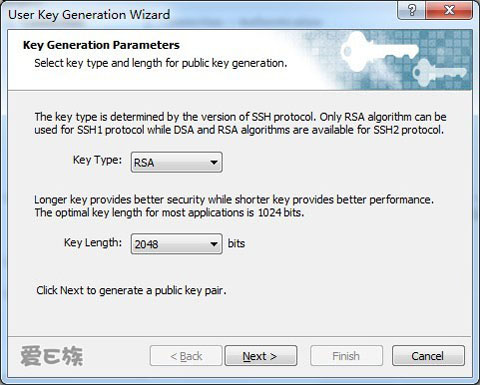 User Key Generation Wizard
Key Generation Parameters
Select key type and length for public key generation.
The key type is determined by the version of SSH protocol. Only RSA algorithm can be
used for SSH1 protocol while DSA and RSA algorithms are available for SSH2 protocol.
Key Type: RSA
Longer key provides better security while shorter key provides better performance.
The optimal key length for most applications is 1024 bits.
Key Length: 2048 bits
Click Next to generate a public key pair.
爱E族 < Back Next > Finish Cancel